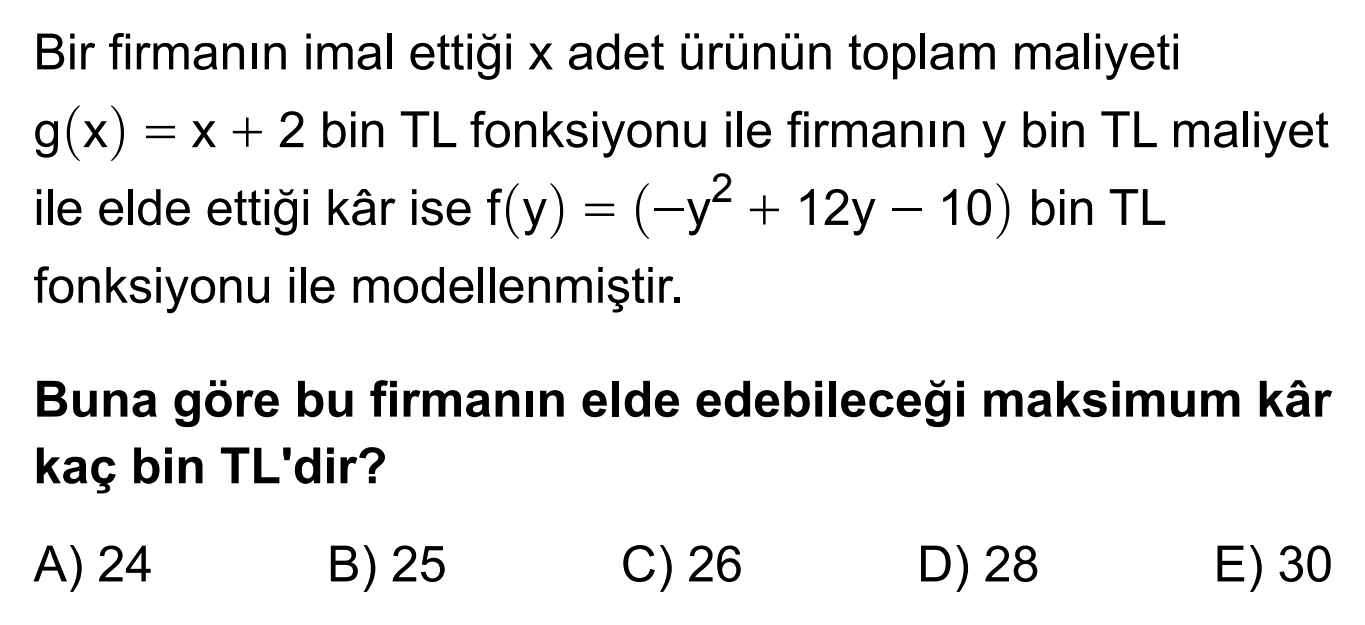 Bir firmanın imal ettiği x adet ürünün toplam maliyeti
g(x) = x + 2 bin TL fonksiyonu ile firmanın y bin TL maliyet
ile elde ettiği kâr ise f(y) = (−y² + 12y − 10) bin TL
fonksiyonu ile modellenmiştir.
Buna göre bu firmanın elde edebileceği maksimum kâr
kaç bin TL'dir?
A) 24 B) 25 C) 26 D) 28 E) 30